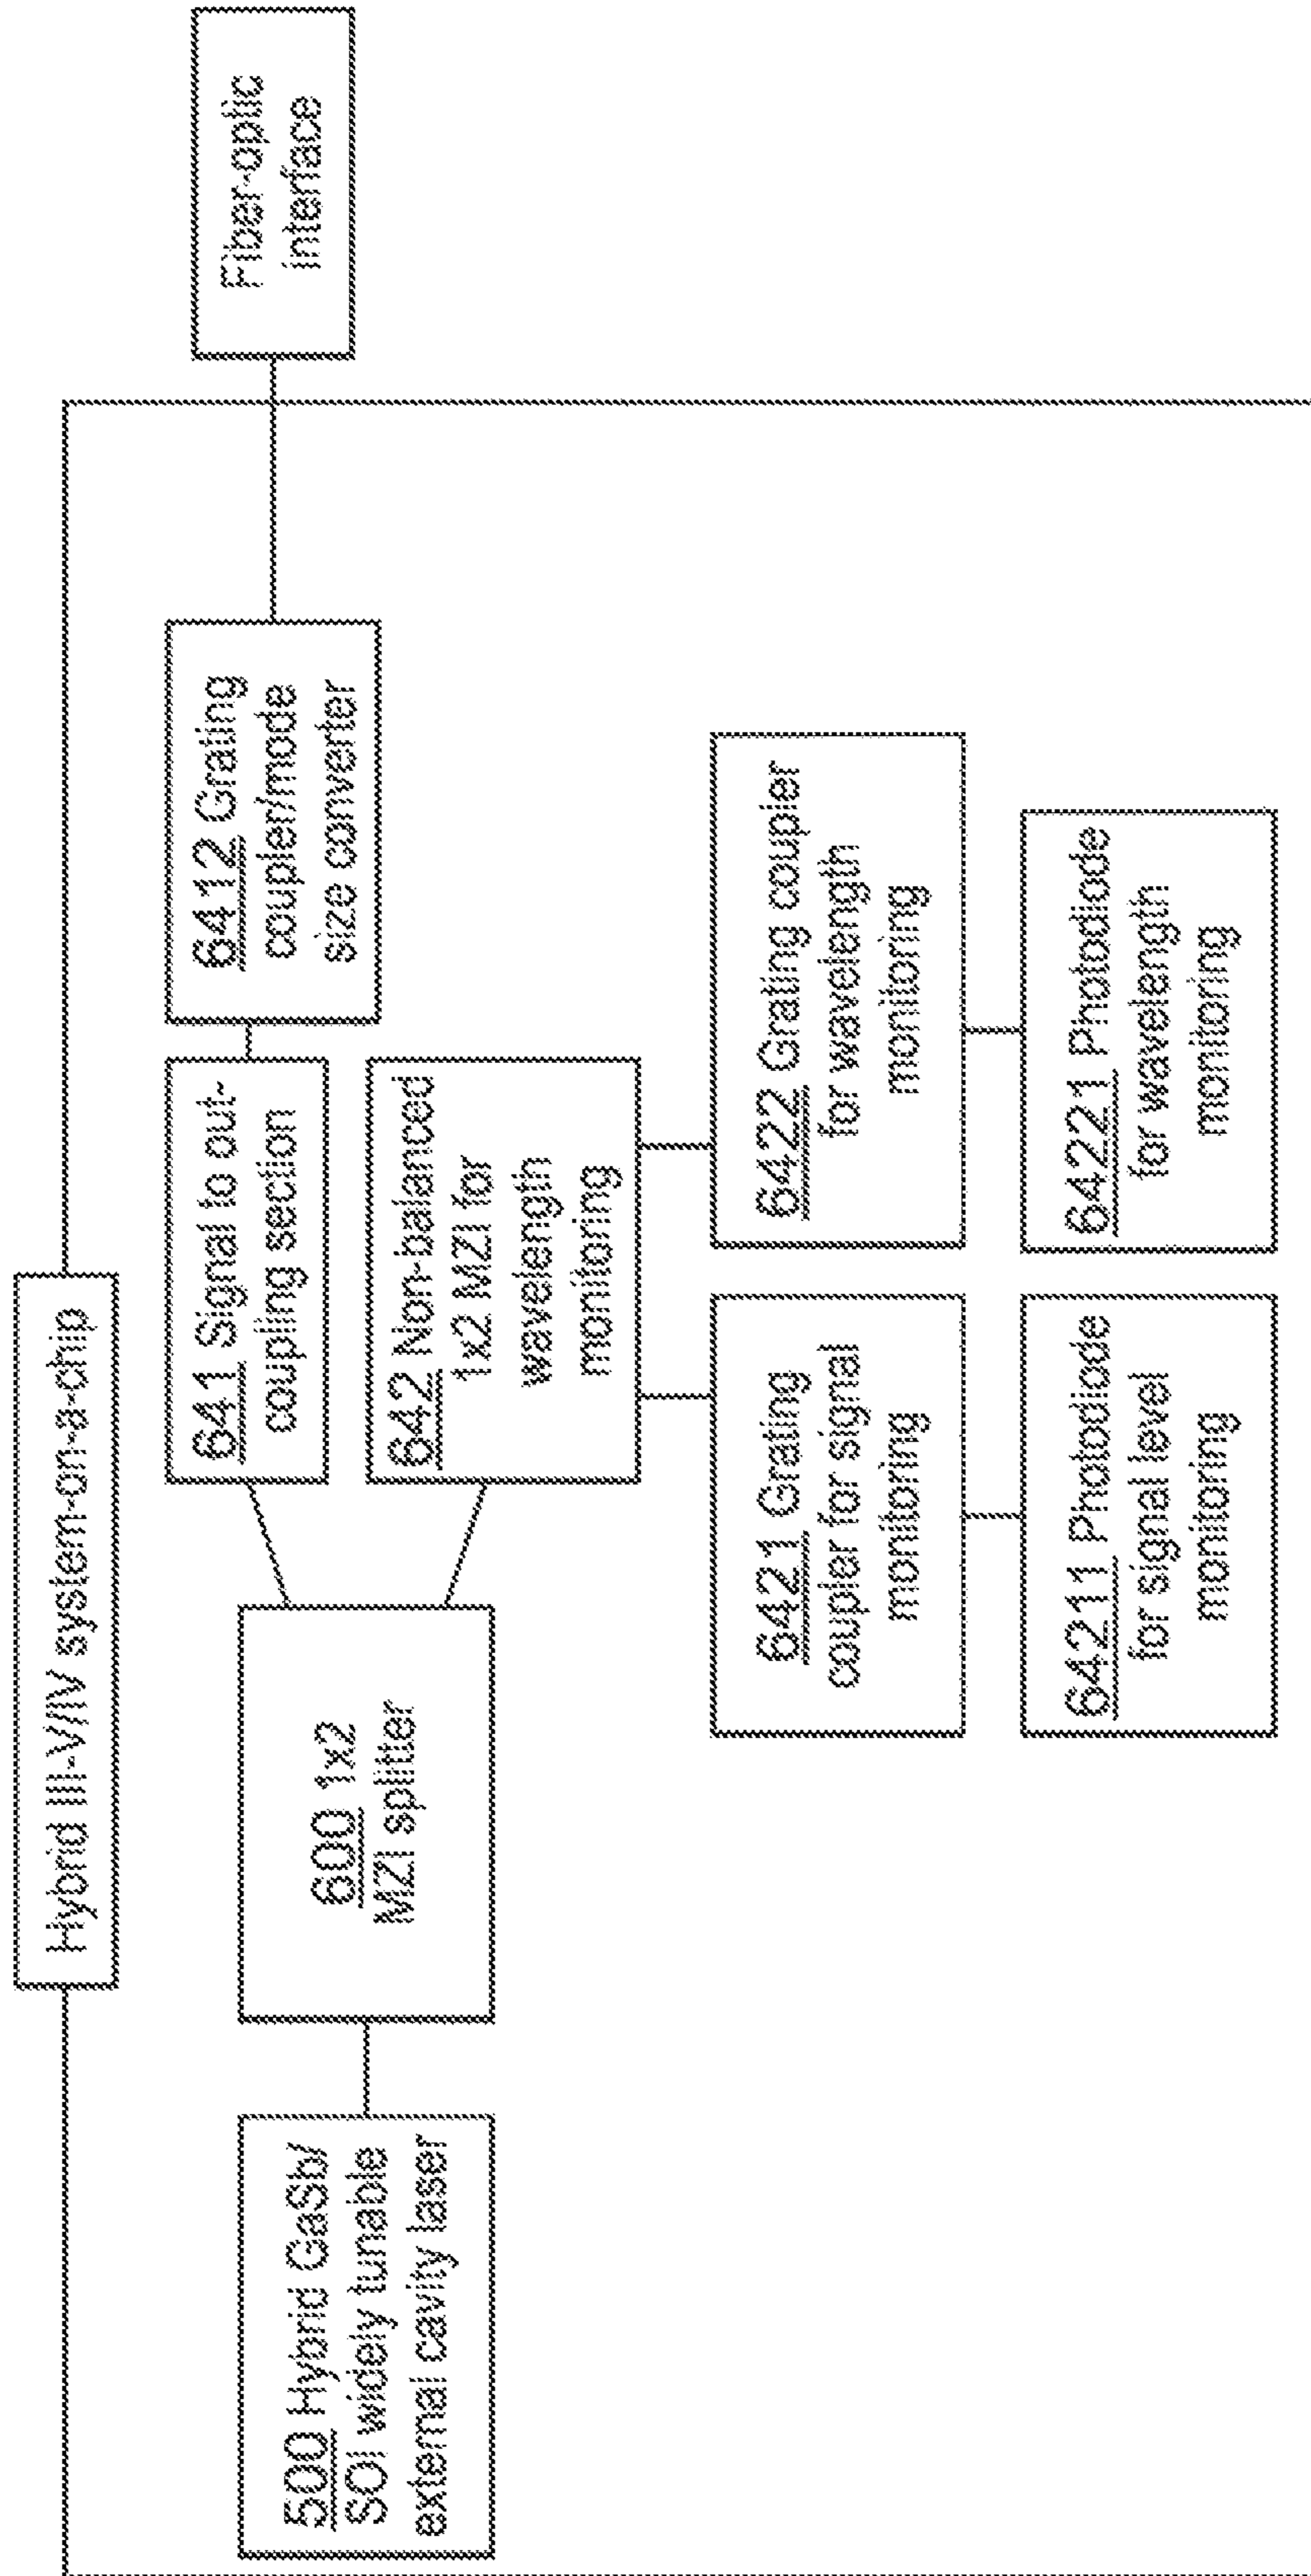 Hybrid III-V/IV system-on-a-chip
500 Hybrid GaSb/
SOI widely tunable
external cavity laser
600 1x2
MZI splitter
641 Signal to out-
coupling section
6412 Grating
coupler/mode
size converter
Fiber-optic
interface
642 Non-balanced
1x2 MZI for
wavelength
monitoring
6421 Grating
coupler for signal
monitoring
6422 Grating coupler
for wavelength
monitoring
64211 Photodiode
for signal level
monitoring
64221 Photodiode
for wavelength
monitoring